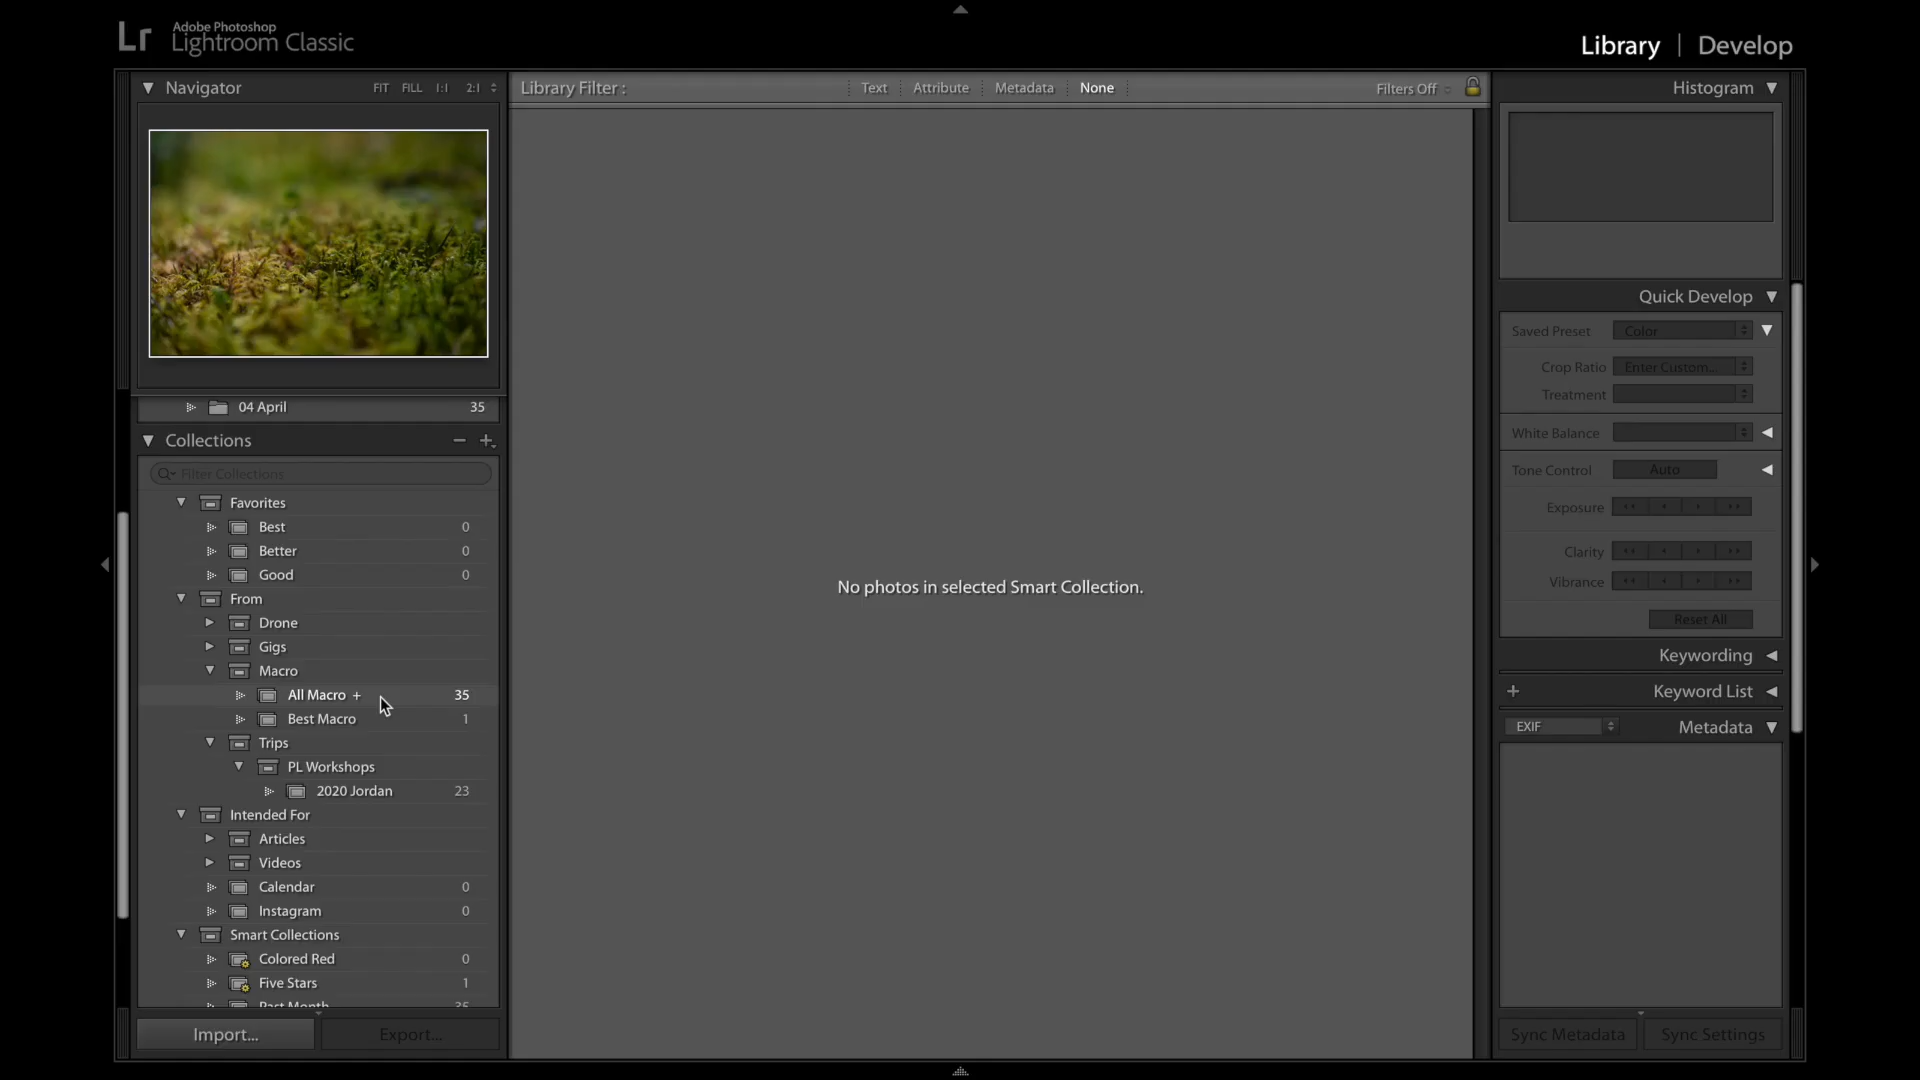 Lr Adobe Photoshop
Lightroom Classic
Library | Develop
Navigator FIT FILL 1:1 2:1
Library Filter : Text Attribute Metadata None Filters Off
Histogram
04 April 35
Collections
Filter Collections
Favorites
Best 0
Better 0
Good 0
From
Drone
Gigs
Macro
All Macro + 35
Best Macro 1
Trips
PL Workshops
2020 Jordan 23
Intended For
Articles
Videos
Calendar 0
Instagram 0
Smart Collections
Colored Red 0
Five Stars 1
Past Month 35
Import... Export...
No photos in selected Smart Collection.
Quick Develop
Saved Preset Color
Crop Ratio Enter Custom...
Treatment
White Balance
Tone Control Auto
Exposure
Clarity
Vibrance
Reset All
Keywording
+ Keyword List
EXIF Metadata
Sync Metadata Sync Settings